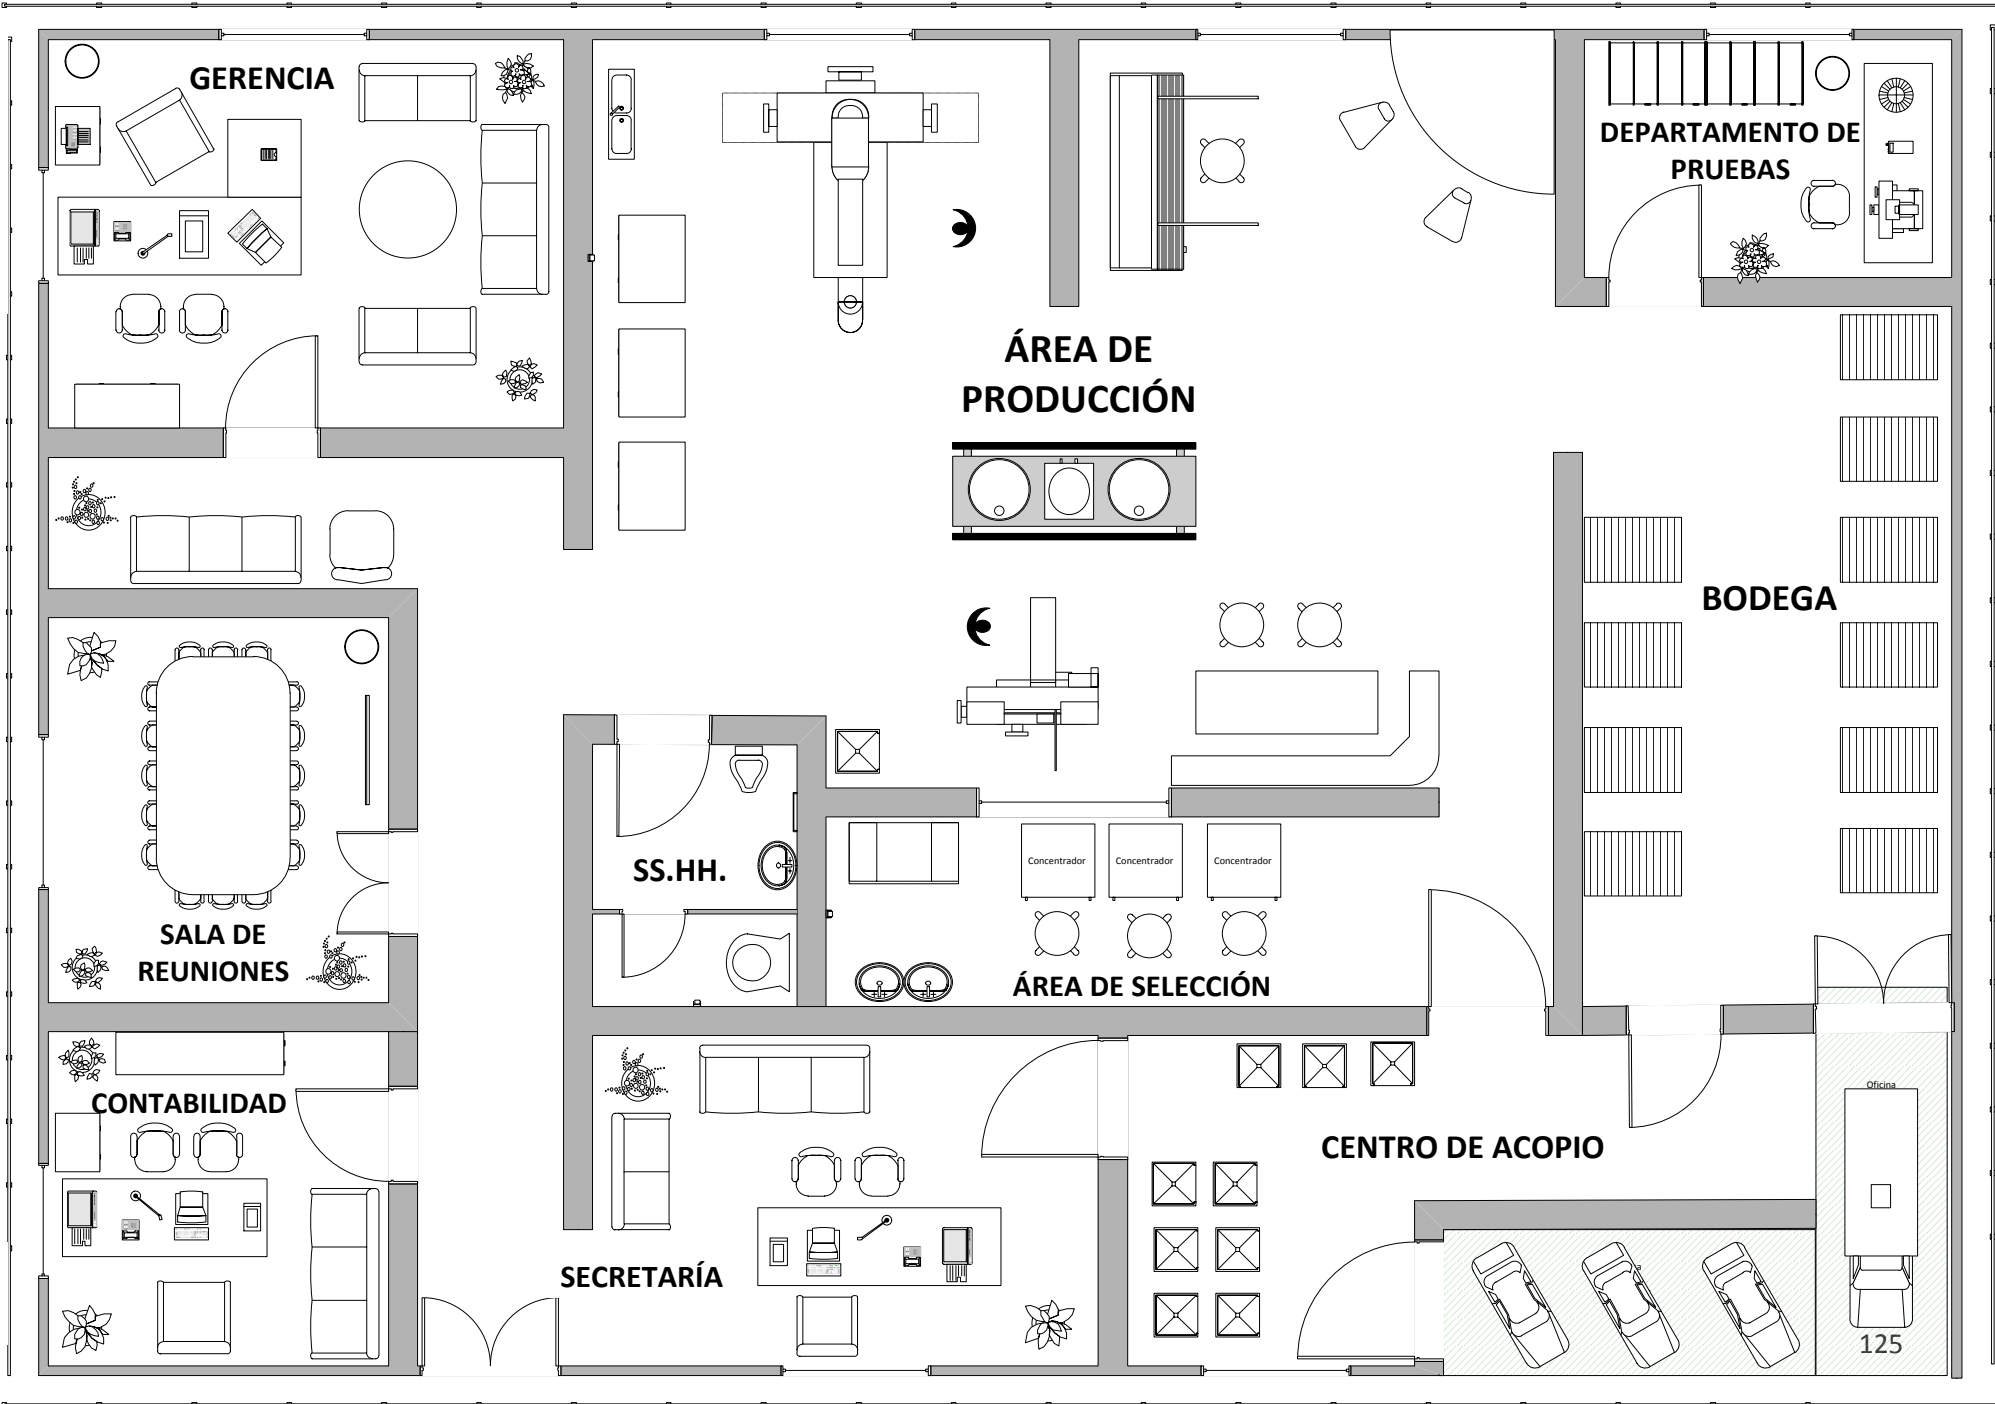 GERENCIA
DEPARTAMENTO DE
PRUEBAS
ÁREA DE
PRODUCCIÓN
BODEGA
SS.HH.
Concentrador
Concentrador
Concentrador
SALA DE
REUNIONES
ÁREA DE SELECCIÓN
CONTABILIDAD
Oficina
CENTRO DE ACOPIO
SECRETARÍA
125